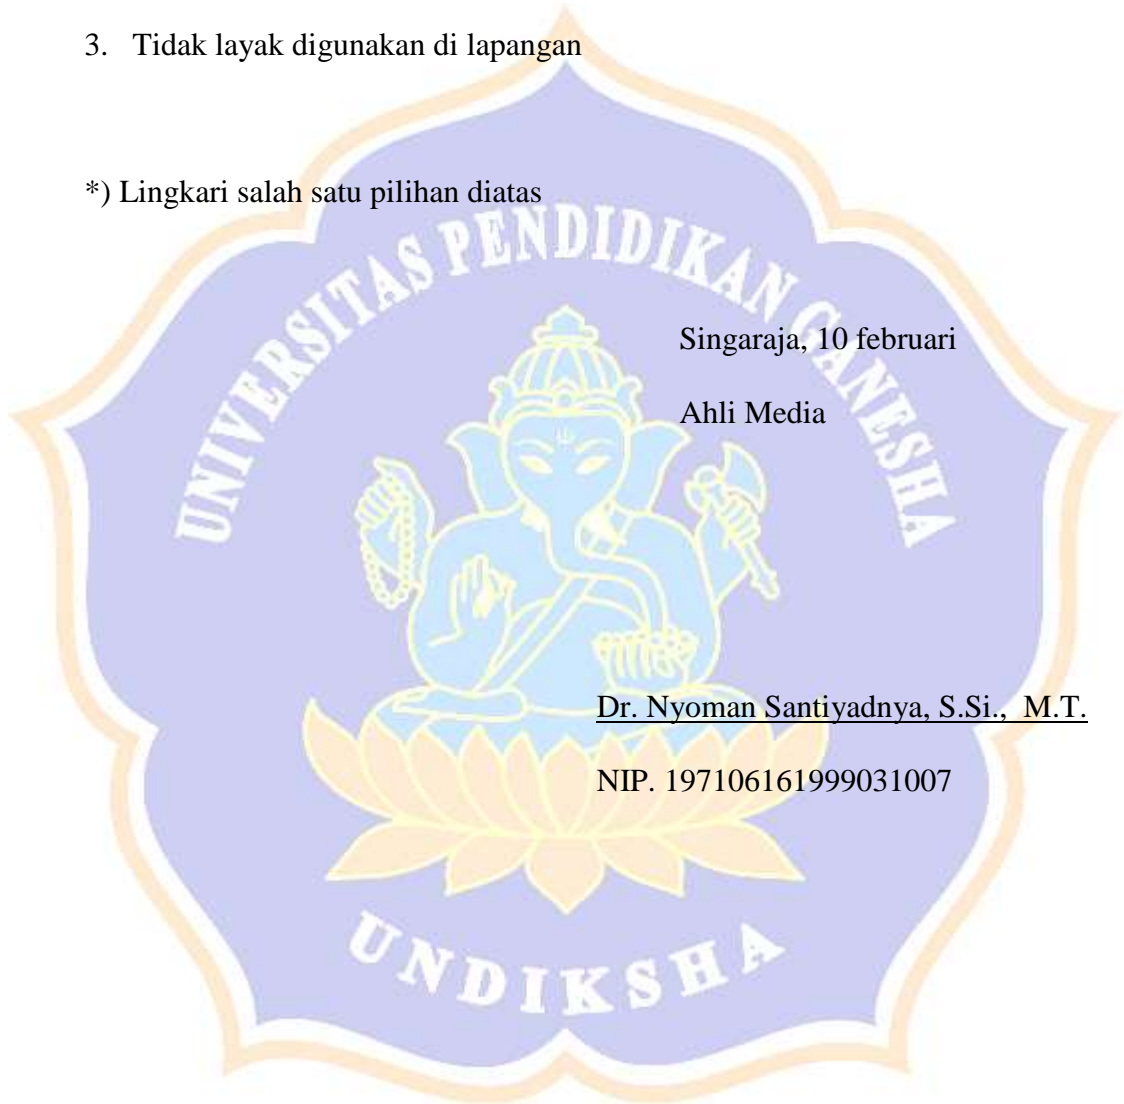 3. Tidak layak digunakan di lapangan
*) Lingkari salah satu pilihan diatas
UNIVERSITAS PENDIDIKAN GANESHA
Singaraja, 10 februari
Ahli Media
Dr. Nyoman Santiyadnya, S.Si., M.T.
NIP. 197106161999031007
UNDIKSHA